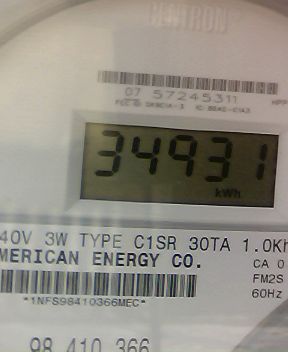 CENTRON
07 57245311
34931
kWh
40V 3W TYPE C1SR 30TA 1.0Kh
MERICAN ENERGY CO.
CA 0
FM2S
60Hz
*1NFS98410366MEC*
98 410 366